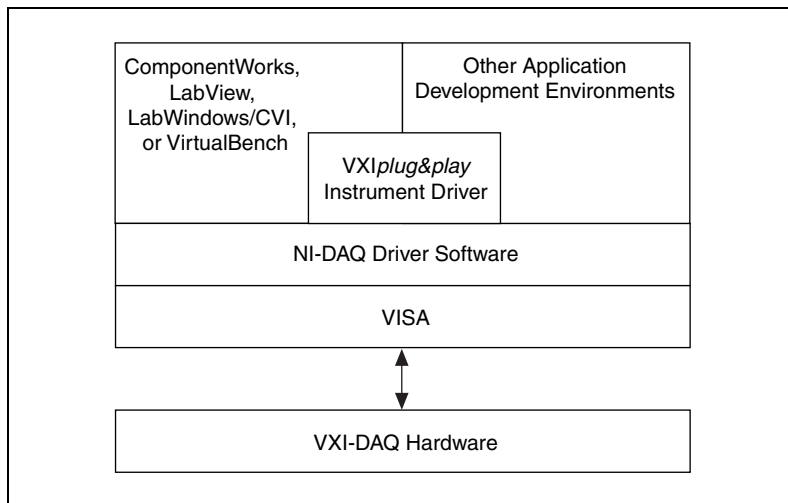 ComponentWorks,
LabView,
LabWindows/CVI,
or VirtualBench
Other Application
Development Environments
VXIplug&play
Instrument Driver
NI-DAQ Driver Software
VISA
VXI-DAQ Hardware